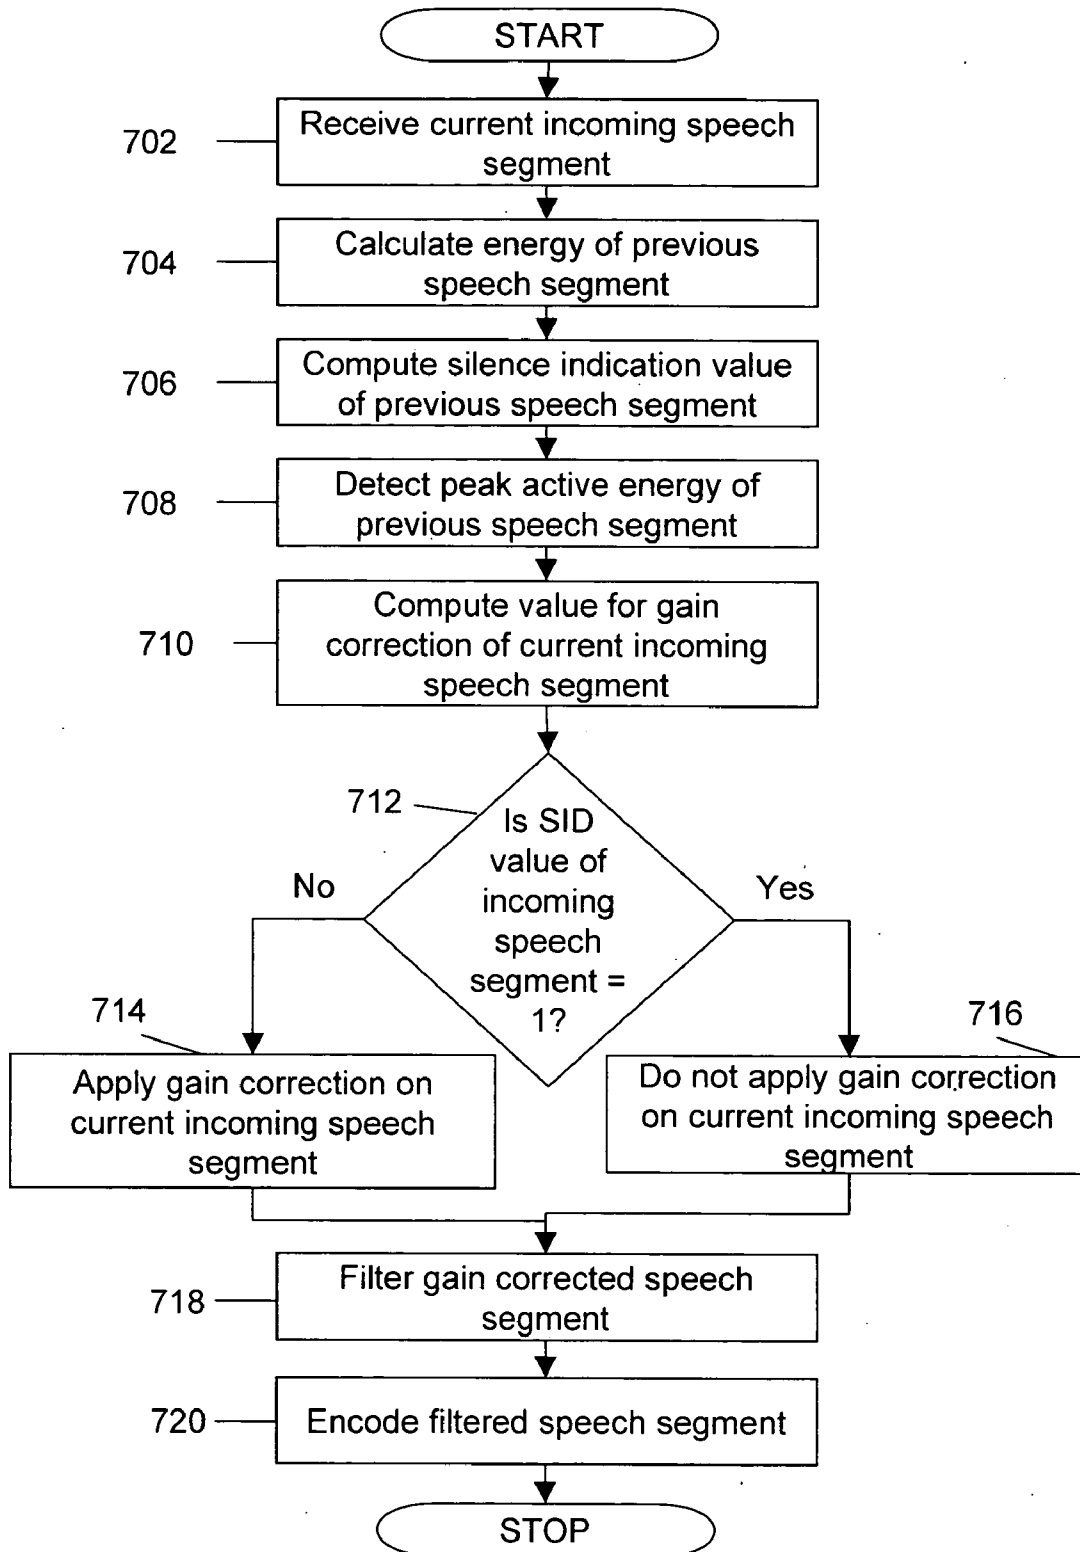 START
702
Receive current incoming speech
segment
704
Calculate energy of previous
speech segment
706
Compute silence indication value
of previous speech segment
708
Detect peak active energy of
previous speech segment
710
Compute value for gain
correction of current incoming
speech segment
712
Is SID
value of
incoming
speech
segment =
1?
No
Yes
714
Apply gain correction on
current incoming speech
segment
716
Do not apply gain correction
on current incoming speech
segment
718
Filter gain corrected speech
segment
720
Encode filtered speech segment
STOP